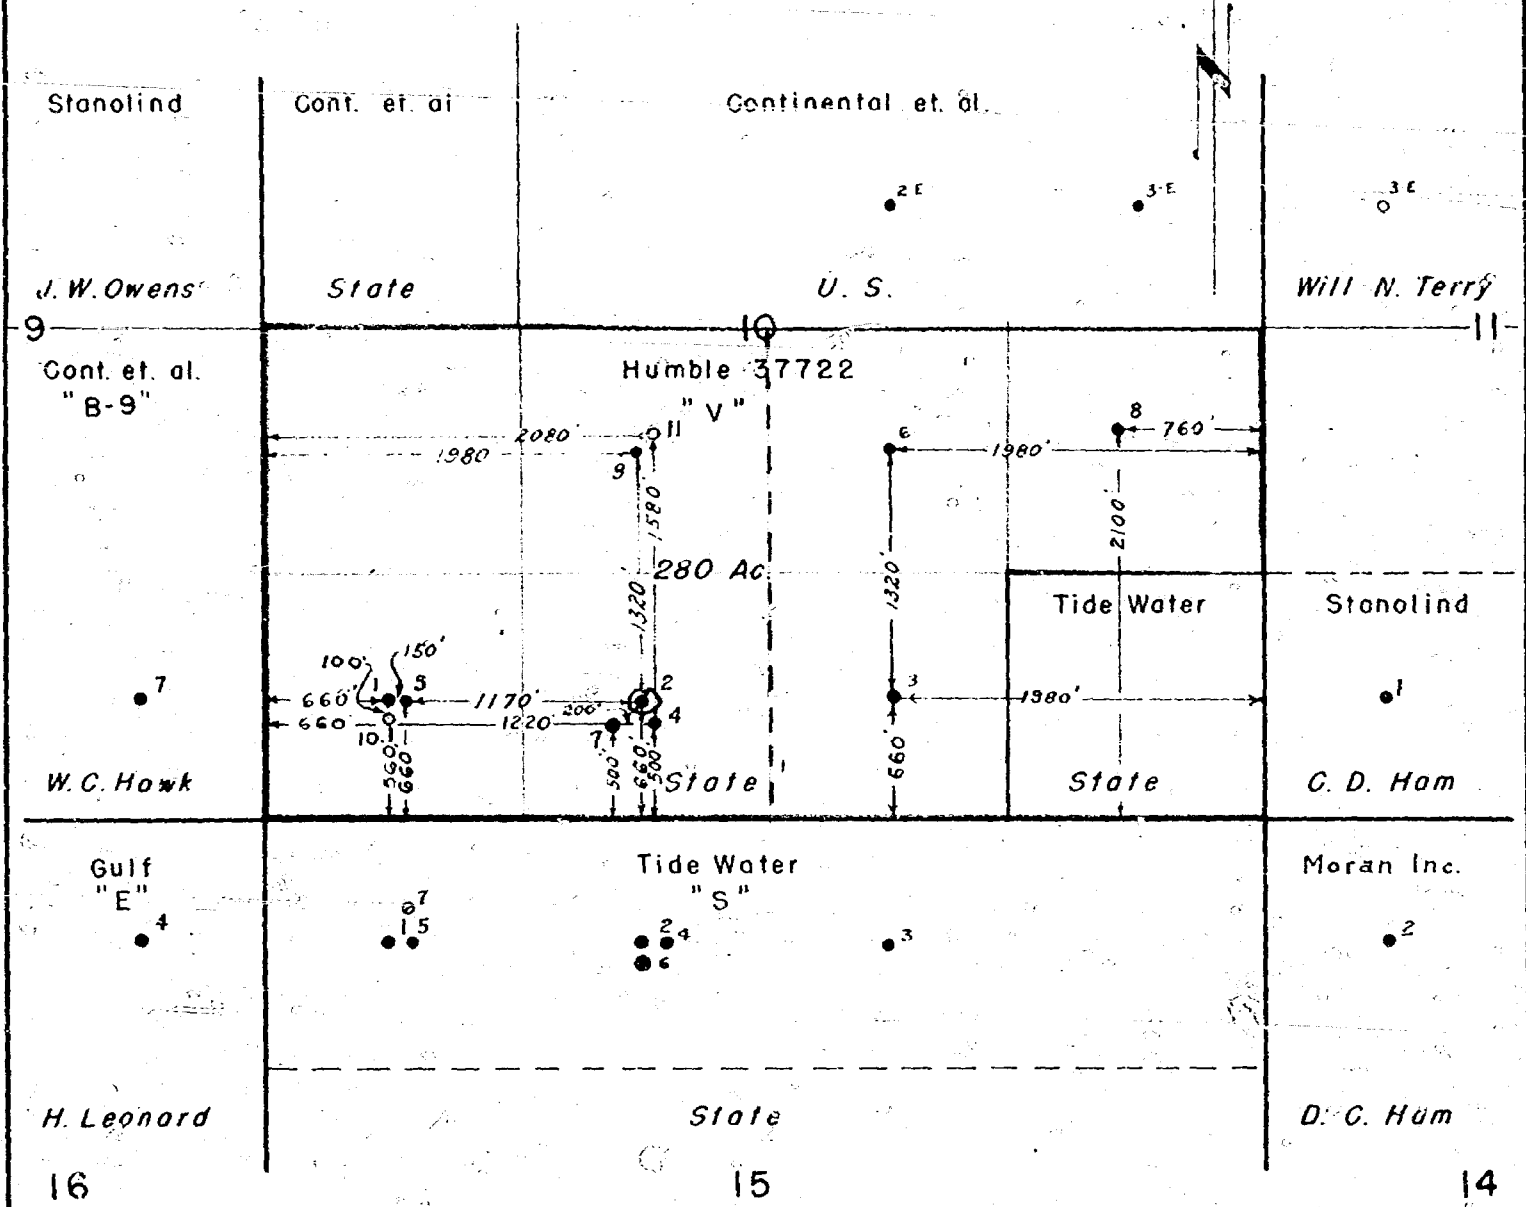 Stanolind
Cont. et. al
Continental et. al.
2 E
3-E
3 E
J. W. Owens
State
U. S.
Will N. Terry
9
10
11
Cont. et. al.
"B-9"
Humble 37722
"V"
2080'
11
1980
9
6
1980'
8
760'
1580'
2100'
280 Ac
1320'
1320'
Tide Water
Stanolind
100'
150'
7
660'
1
5
1170'
2
3
1980'
1
660'
10
1220'
200'
7
4
560'
660'
500'
660'
500'
660'
W. C. Hawk
State
State
C. D. Ham
Gulf
"E"
Tide Water
"S"
Moran Inc.
4
7
1
5
2
4
6
3
2
H. Leonard
State
D. C. Ham
16
15
14